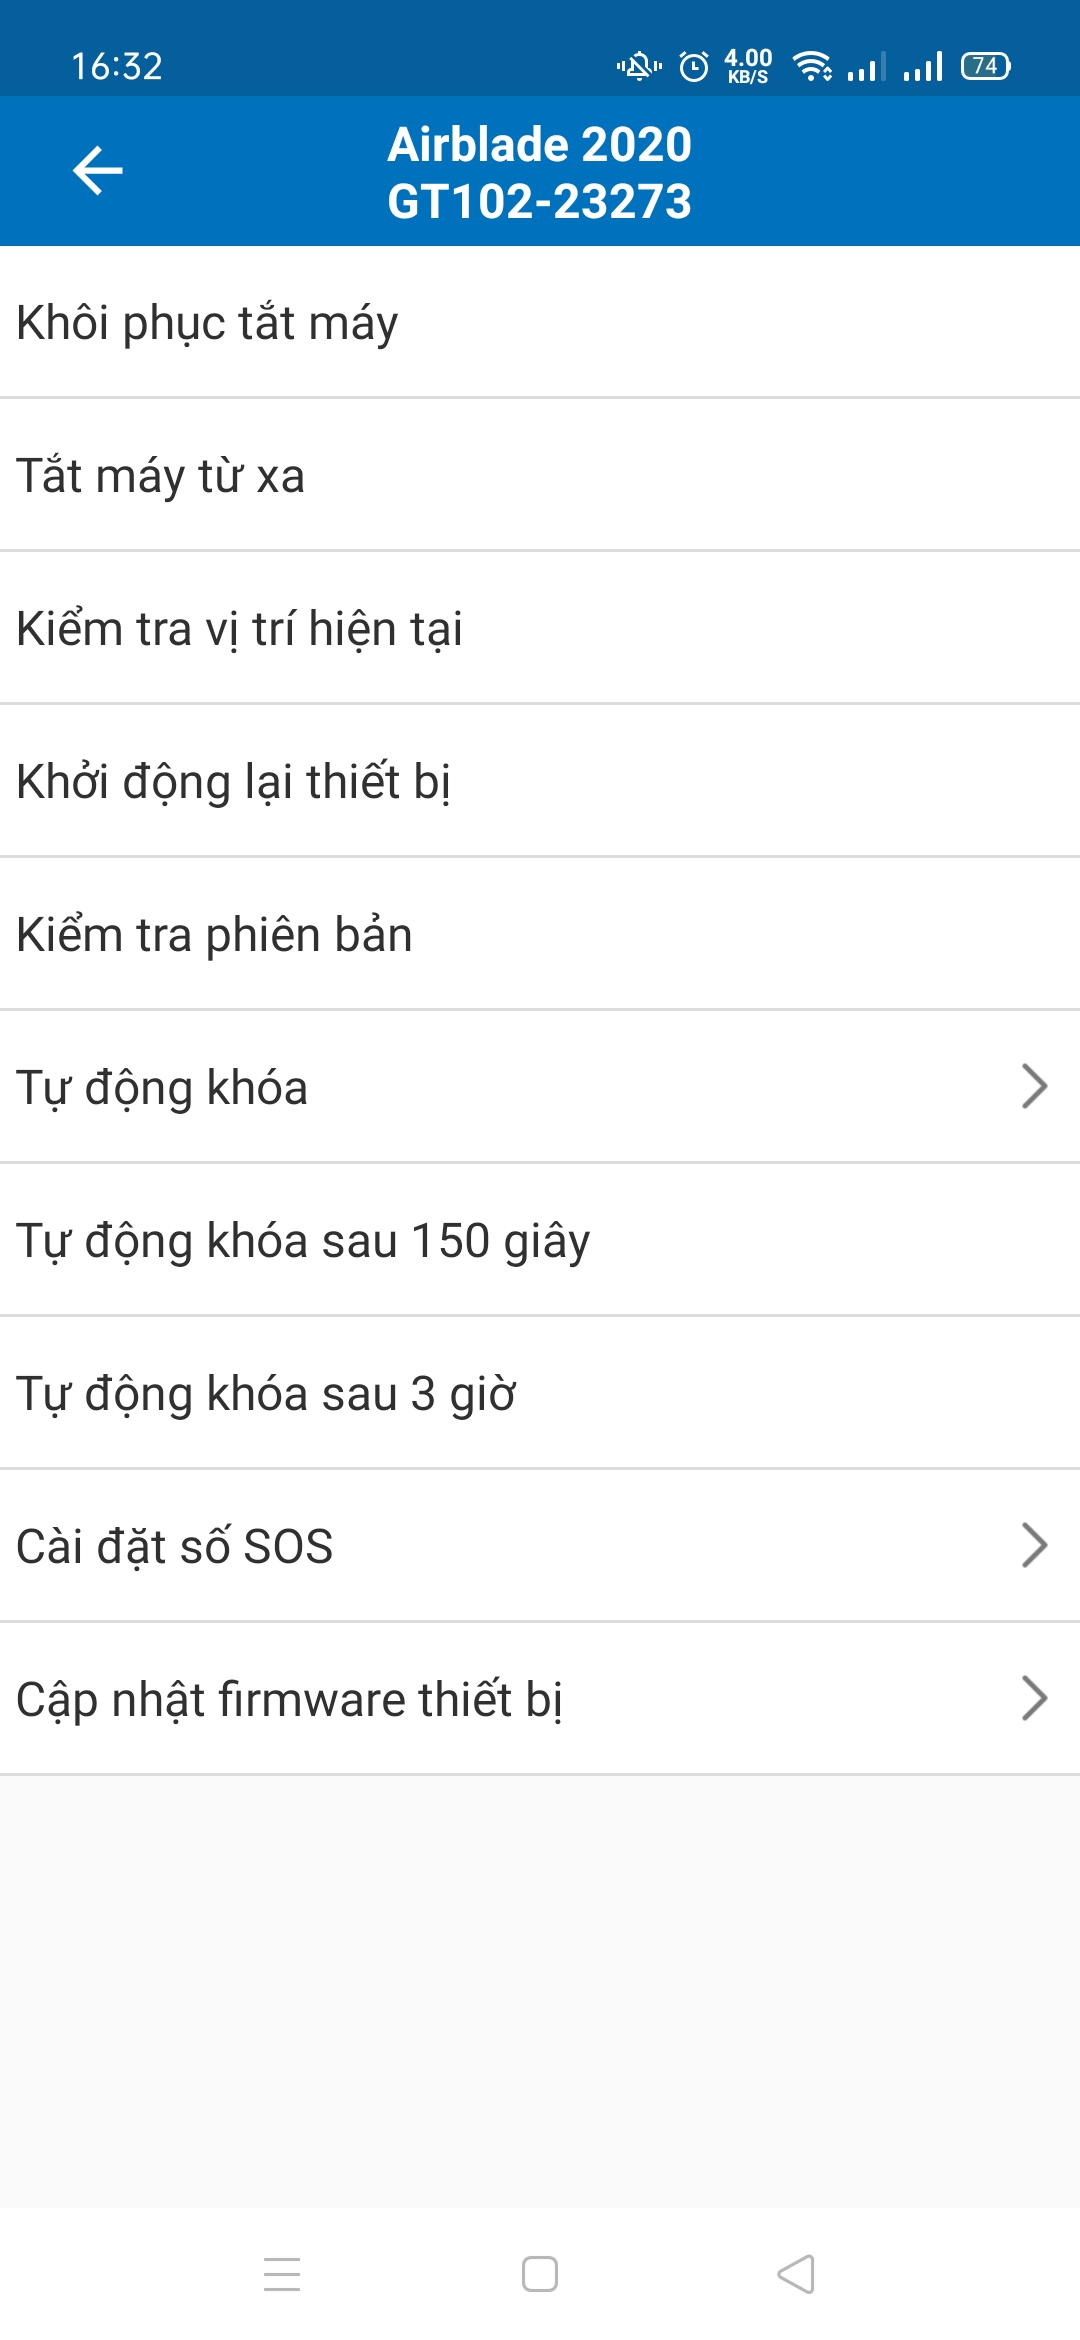 16:32
4.00
KB/S
74
Airblade 2020
GT102-23273
Khôi phục tắt máy
Tắt máy từ xa
Kiểm tra vị trí hiện tại
Khởi động lại thiết bị
Kiểm tra phiên bản
Tự động khóa
Tự động khóa sau 150 giây
Tự động khóa sau 3 giờ
Cài đặt số SOS
Cập nhật firmware thiết bị